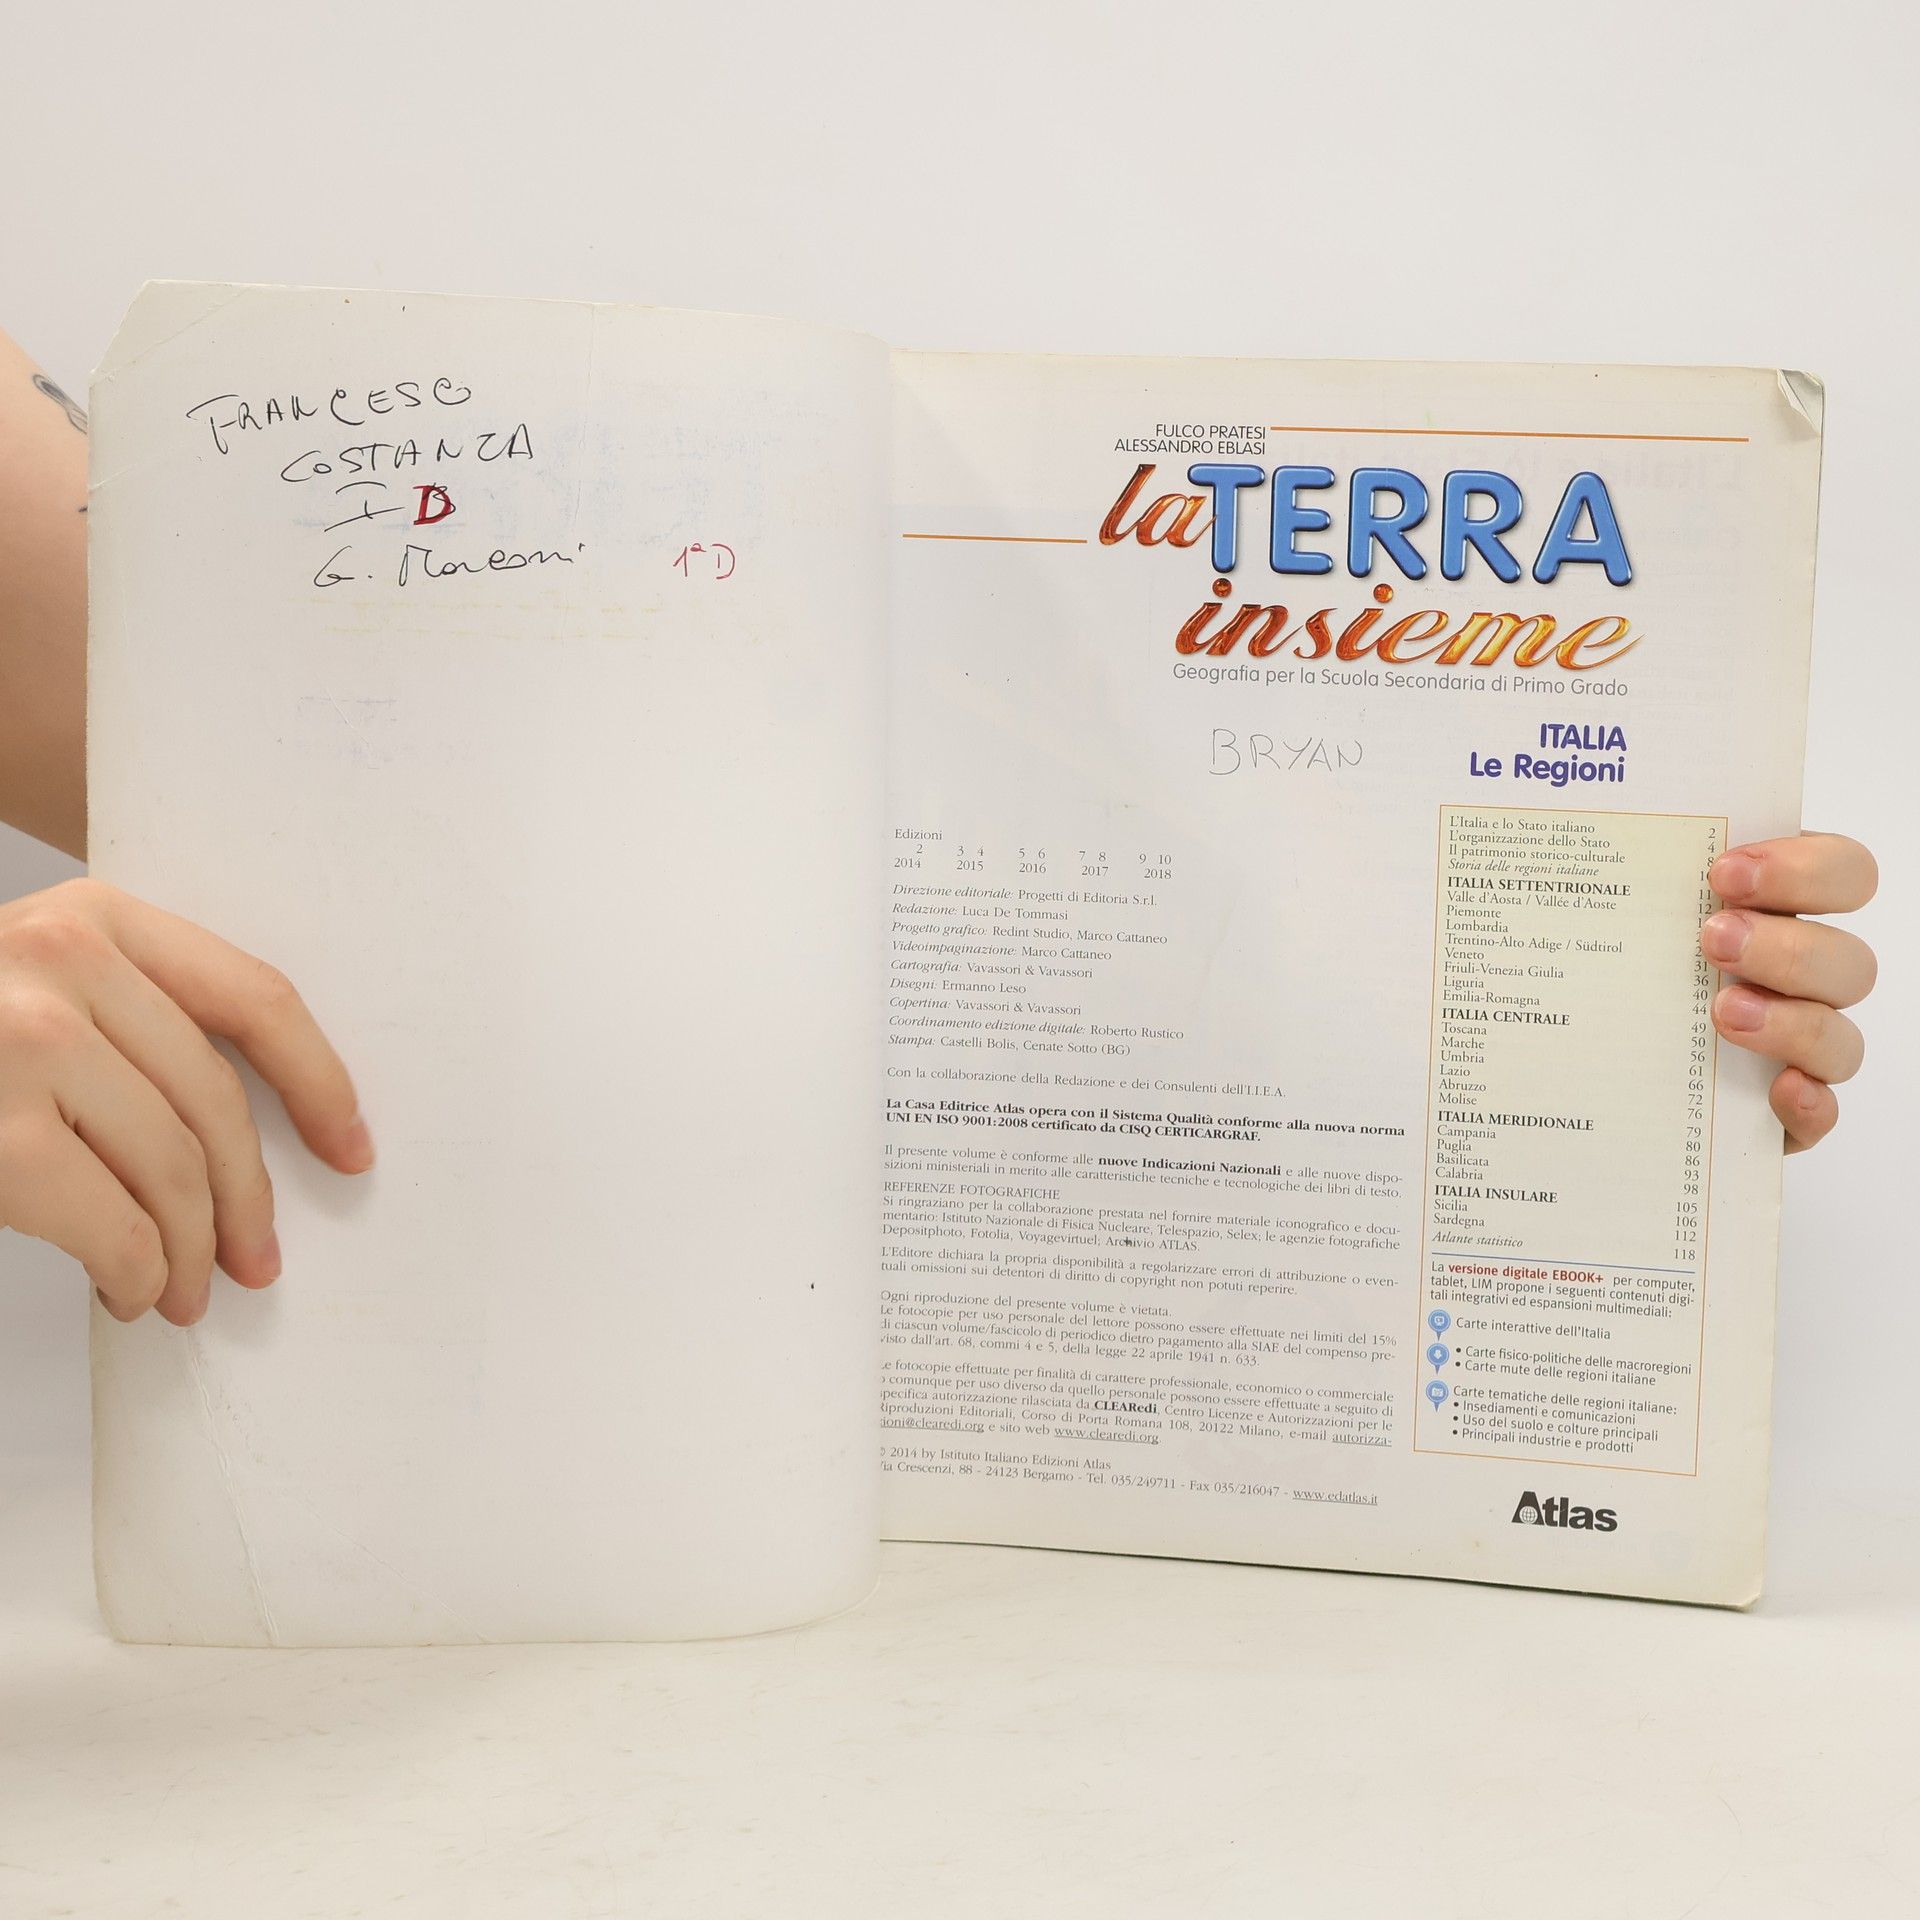 FRANCESCO
COSTANZA
I D
G. Marconi 1ª D
FULCO PRATESI
ALESSANDRO EBLASI
la TERRA
insieme
Geografia per la Scuola Secondaria di Primo Grado
BRYAN
ITALIA
Le Regioni
Edizioni
2 3 4 5 6 7 8 9 10
2014 2015 2016 2017 2018
Direzione editoriale: Progetti di Editoria S.r.l.
Redazione: Luca De Tommasi
Progetto grafico: Redint Studio, Marco Cattaneo
Videoimpaginazione: Marco Cattaneo
Cartografia: Vavassori & Vavassori
Disegni: Ermanno Leso
Copertina: Vavassori & Vavassori
Coordinamento edizione digitale: Roberto Rustico
Stampa: Castelli Bolis, Cenate Sotto (BG)
Con la collaborazione della Redazione e dei Consulenti dell'I.I.E.A.
La Casa Editrice Atlas opera con il Sistema Qualità conforme alla nuova norma
UNI EN ISO 9001:2008 certificato da CISQ CERTICARGRAF.
Il presente volume è conforme alle nuove Indicazioni Nazionali e alle nuove dispo-
sizioni ministeriali in merito alle caratteristiche tecniche e tecnologiche dei libri di testo.
REFERENZE FOTOGRAFICHE
Si ringraziano per la collaborazione prestata nel fornire materiale iconografico e docu-
mentario: Istituto Nazionale di Fisica Nucleare, Telespazio, Selex; le agenzie fotografiche
Depositphoto, Fotolia, Voyagevirtuel; Archivio ATLAS.
L'Editore dichiara la propria disponibilità a regolarizzare errori di attribuzione o even-
tuali omissioni sui detentori di diritto di copyright non potuti reperire.
Ogni riproduzione del presente volume è vietata.
Le fotocopie per uso personale del lettore possono essere effettuate nei limiti del 15%
di ciascun volume/fascicolo di periodico dietro pagamento alla SIAE del compenso pre-
visto dall'art. 68, commi 4 e 5, della legge 22 aprile 1941 n. 633.
e fotocopie effettuate per finalità di carattere professionale, economico o commerciale
comunque per uso diverso da quello personale possono essere effettuate a seguito di
specifica autorizzazione rilasciata da CLEARedi, Centro Licenze e Autorizzazioni per le
Riproduzioni Editoriali, Corso di Porta Romana 108, 20122 Milano, e-mail autorizza-
zioni@clearedi.org e sito web www.clearedi.org.
© 2014 by Istituto Italiano Edizioni Atlas
Via Crescenzi, 88 - 24123 Bergamo - Tel. 035/249711 - Fax 035/216047 - www.edatlas.it
L'Italia e lo Stato italiano 2
L'organizzazione dello Stato 4
Il patrimonio storico-culturale 8
Storia delle regioni italiane
ITALIA SETTENTRIONALE 11
Valle d'Aosta / Vallée d'Aoste 12
Piemonte
Lombardia
Trentino-Alto Adige / Südtirol
Veneto 31
Friuli-Venezia Giulia 36
Liguria 40
Emilia-Romagna 44
ITALIA CENTRALE 49
Toscana 50
Marche 56
Umbria 61
Lazio 66
Abruzzo 72
Molise 76
ITALIA MERIDIONALE 79
Campania 80
Puglia 86
Basilicata 93
Calabria 98
ITALIA INSULARE 105
Sicilia 106
Sardegna 112
Atlante statistico 118
La versione digitale EBOOK+ per computer,
tablet, LIM propone i seguenti contenuti digi-
tali integrativi ed espansioni multimediali:
Carte interattive dell'Italia
• Carte fisico-politiche delle macroregioni
• Carte mute delle regioni italiane
Carte tematiche delle regioni italiane:
• Insediamenti e comunicazioni
• Uso del suolo e colture principali
• Principali industrie e prodotti
Atlas